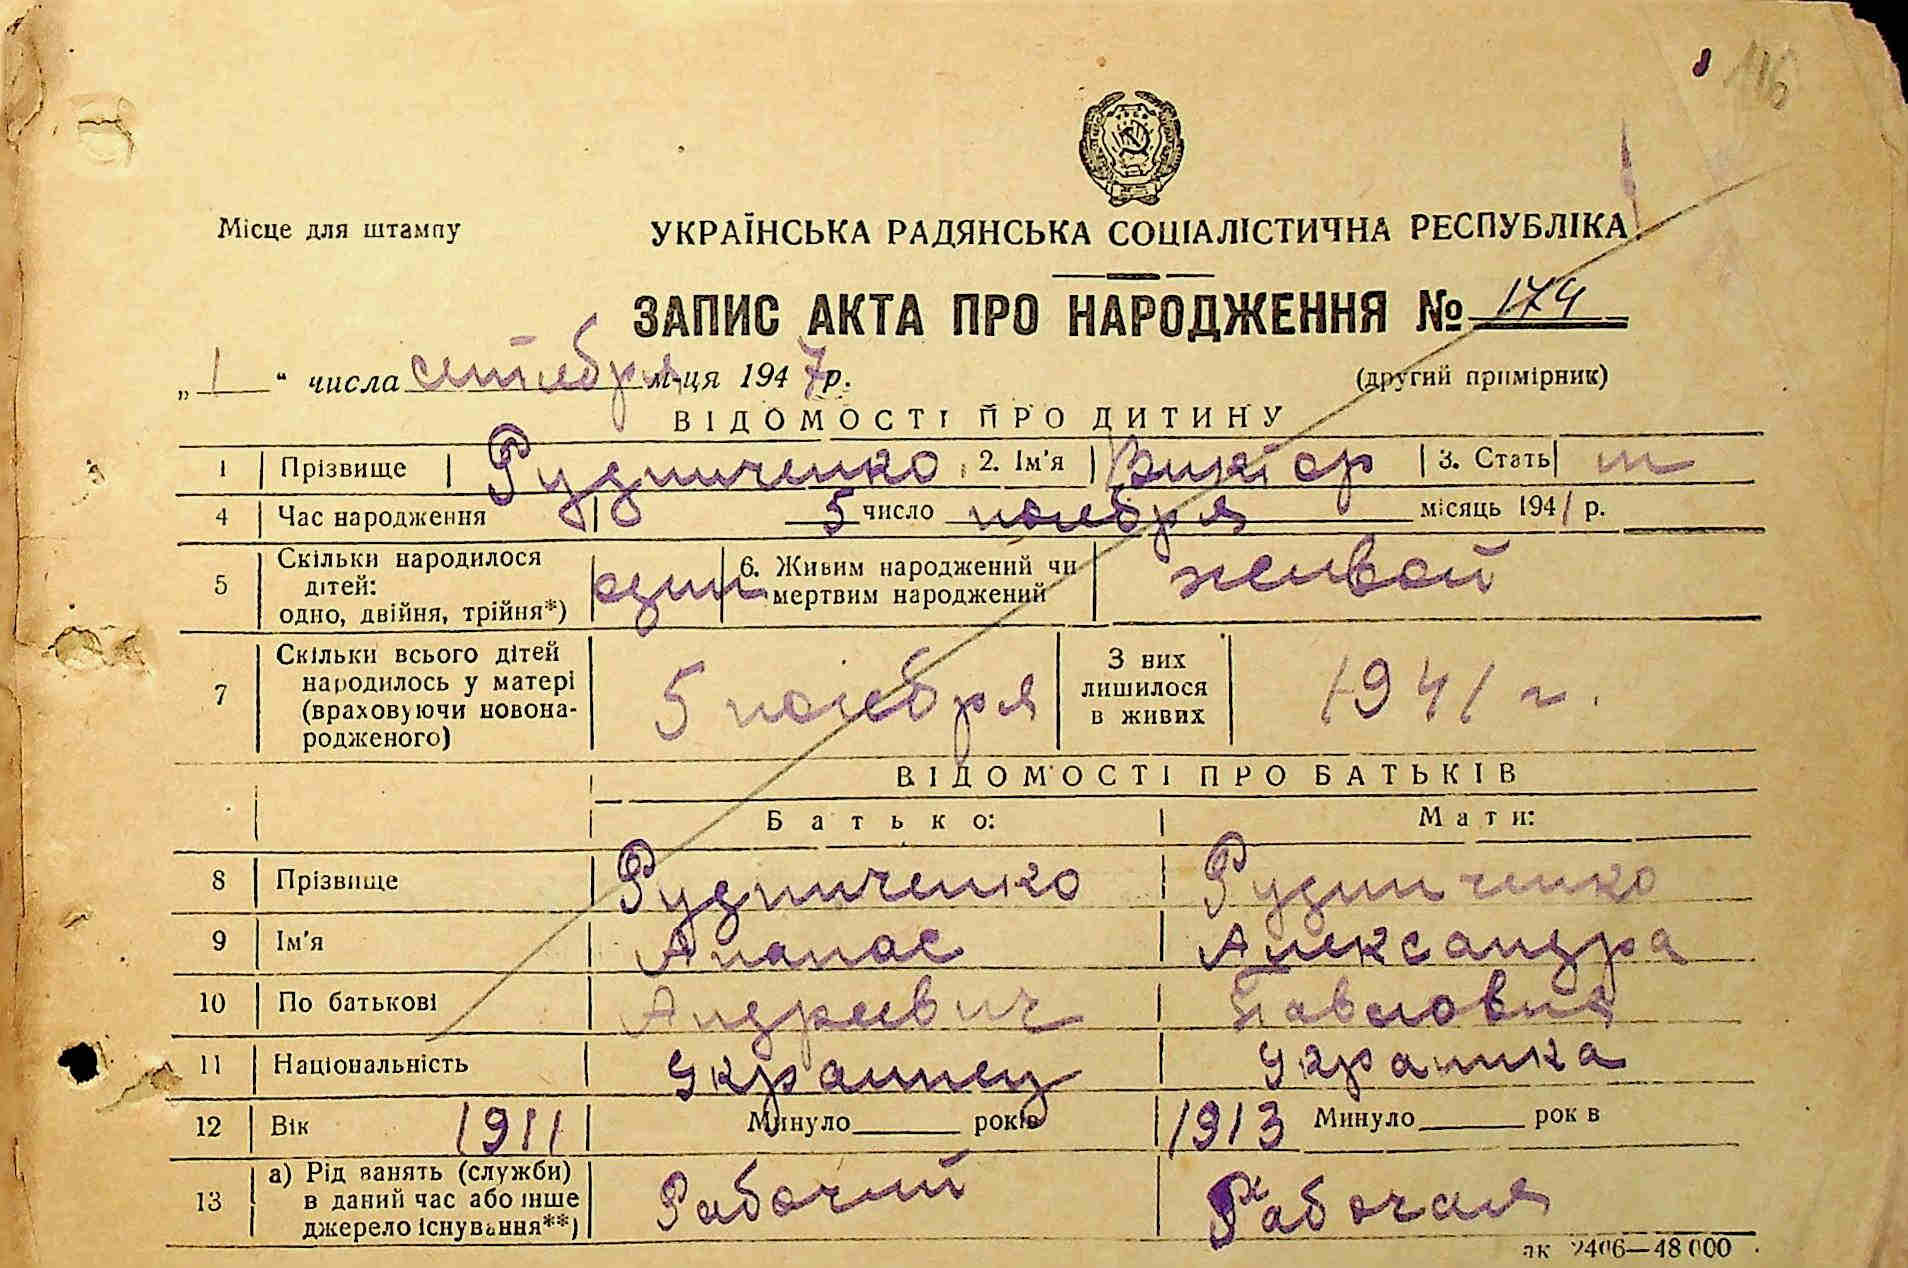 116
Місце для штампу
УКРАЇНСЬКА РАДЯНСЬКА СОЦІАЛІСТИЧНА РЕСПУБЛІКА
ЗАПИС АКТА ПРО НАРОДЖЕННЯ № 174
„ 1 “ числа сентября м-ця 1947 р. (другий примірник)
ВІДОМОСТІ ПРО ДИТИНУ
1 Прізвище Рудниченко 2. Ім'я Виктор 3. Стать м
4 Час народження 5 число ноября місяць 1941 р.
5 Скільки народилося дітей: одно, двійня, трійня*) один 6. Живим народжений чи мертвим народжений живой
7 Скільки всього дітей народилось у матері (враховуючи новонародженого) 5 ноября З них лишилося в живих 1941 г.
ВІДОМОСТІ ПРО БАТЬКІВ
Батько: Мати:
8 Прізвище Рудниченко Рудинченко
9 Ім'я Апанас Александра
10 По батькові Андреевич Павловна
11 Національність Украинец Украинка
12 Вік 1911 Минуло рокІв 1913 Минуло рок в
13 а) Рід занять (служби) в даний час або інше джерело існування**) Рабочий Рабочая
зк 2406—48 000